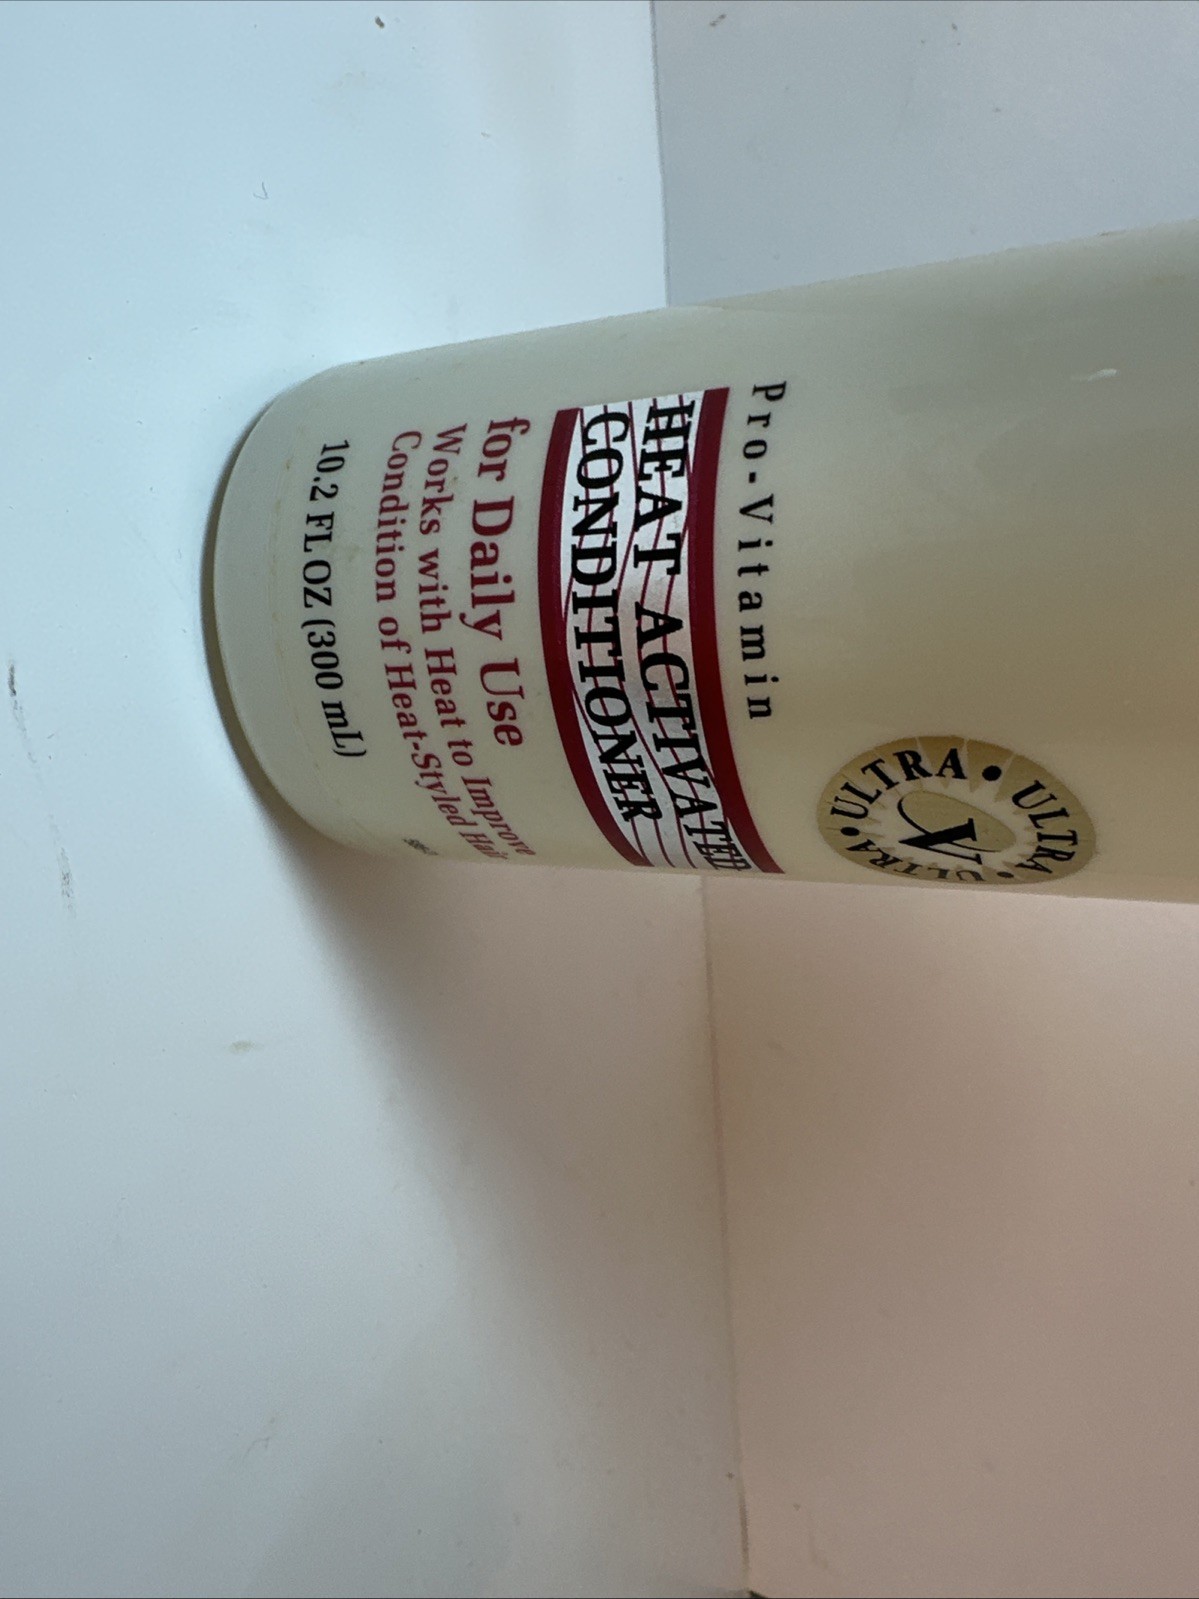 ULTRA • ULTRA • ULTRA •
X
Pro-Vitamin
HEAT ACTIVATED
CONDITIONER
for Daily Use
Works with Heat to Improve
Condition of Heat-Styled Hair
10.2 FL OZ (300 mL)